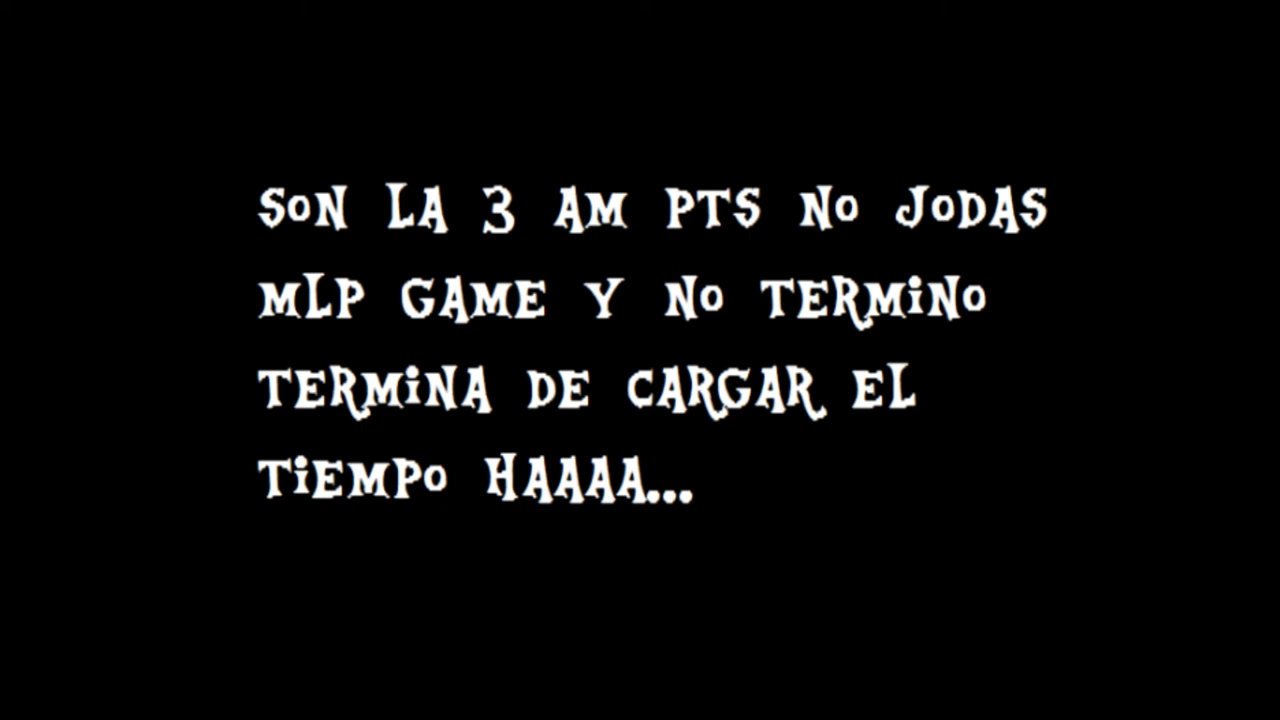 SON LA 3 AM PTS NO JODAS
MLP GAME Y NO TERMINO
TERMINA DE CARGAR EL
TIEMPO HAAAA...